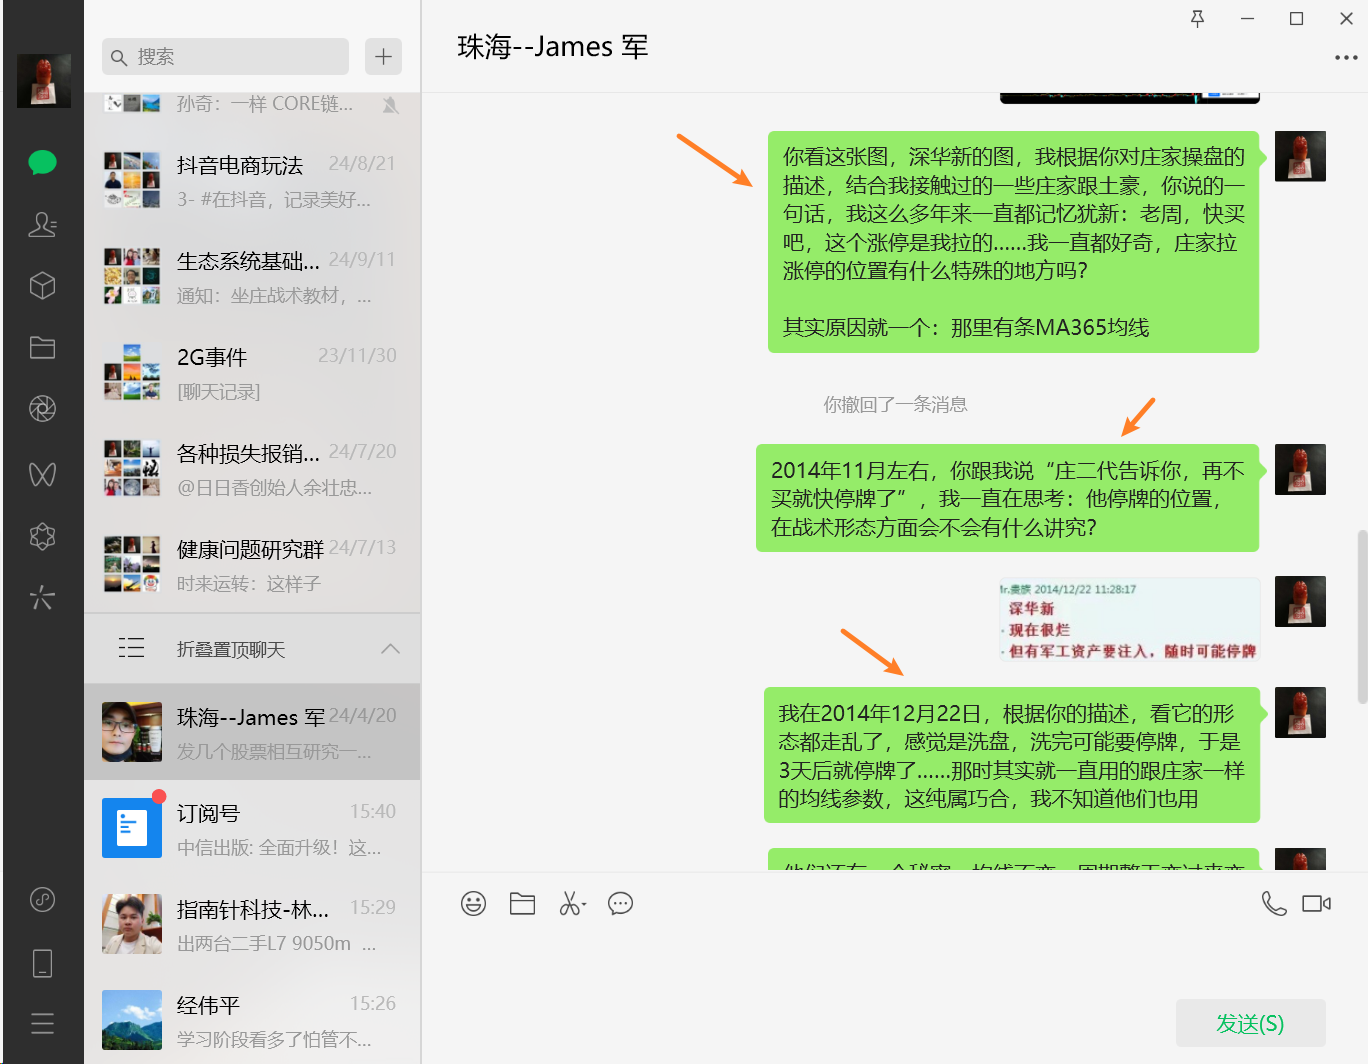 搜索
孙奇：一样 CORE链...
抖音电商玩法 24/8/21
3- #在抖音，记录美好...
生态系统基础... 24/9/11
通知：坐庄战术教材，...
2G事件 23/11/30
[聊天记录]
各种损失报销... 24/7/20
@日日香创始人余壮忠...
健康问题研究群 24/7/13
时来运转：这样子
折叠置顶聊天
珠海--James 军 24/4/20
发几个股票相互研究一...
订阅号 15:40
中信出版: 全面升级！这...
指南针科技-林... 15:29
出两台二手L7 9050m ...
经伟平 15:26
学习阶段看多了怕管不...
珠海--James 军
你看这张图，深华新的图，我根据你对庄家操盘的
描述，结合我接触过的一些庄家跟土豪，你说的一
句话，我这么多年来一直都记忆犹新：老周，快买
吧，这个涨停是我拉的......我一直都好奇，庄家拉
涨停的位置有什么特殊的地方吗？
其实原因就一个：那里有条MA365均线
你撤回了一条消息
2014年11月左右，你跟我说“庄二代告诉你，再不
买就快停牌了”，我一直在思考：他停牌的位置，
在战术形态方面会不会有什么讲究？
Mr.贵族 2014/12/22 11:28:17
深华新
· 现在很烂
· 但有军工资产要注入，随时可能停牌
我在2014年12月22日，根据你的描述，看它的形
态都走乱了，感觉是洗盘，洗完可能要停牌，于是
3天后就停牌了......那时其实就一直用的跟庄家一样
的均线参数，这纯属巧合，我不知道他们也用
发送(S)